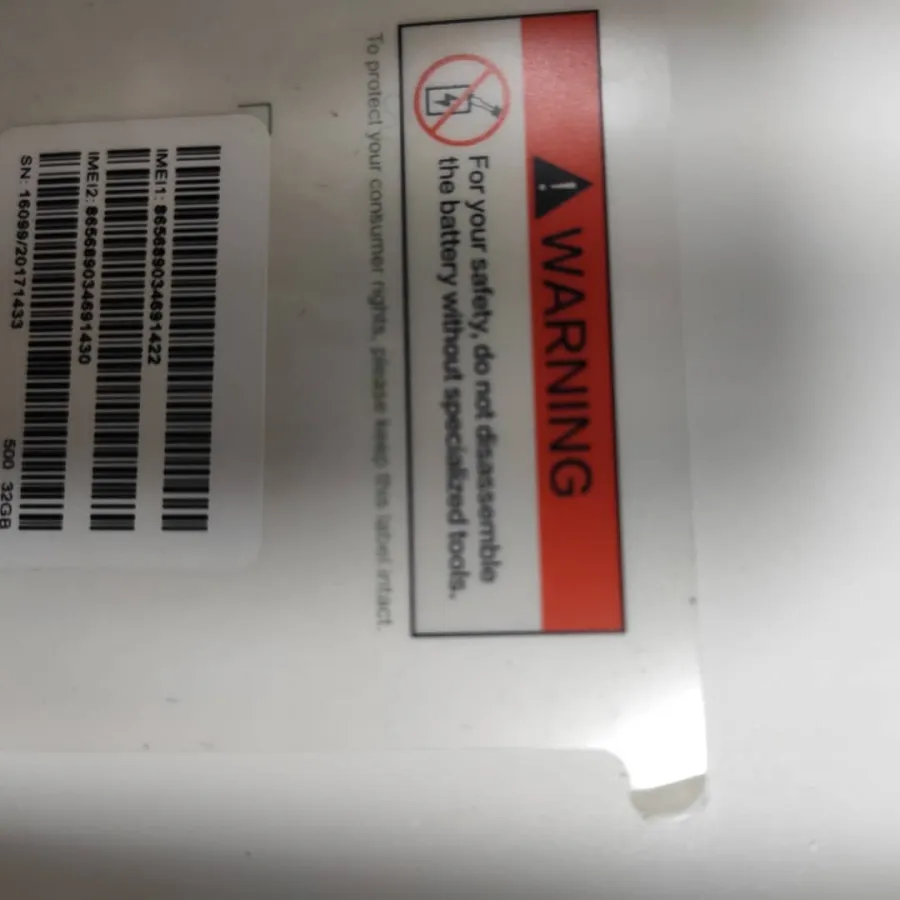 WARNING
For your safety, do not disassemble
the battery without specialized tools.
To protect your consumer rights, please keep this label intact.
IMEI1: 865689034691422
IMEI2: 865689034691430
SN: 16099/20171433
500 32GB